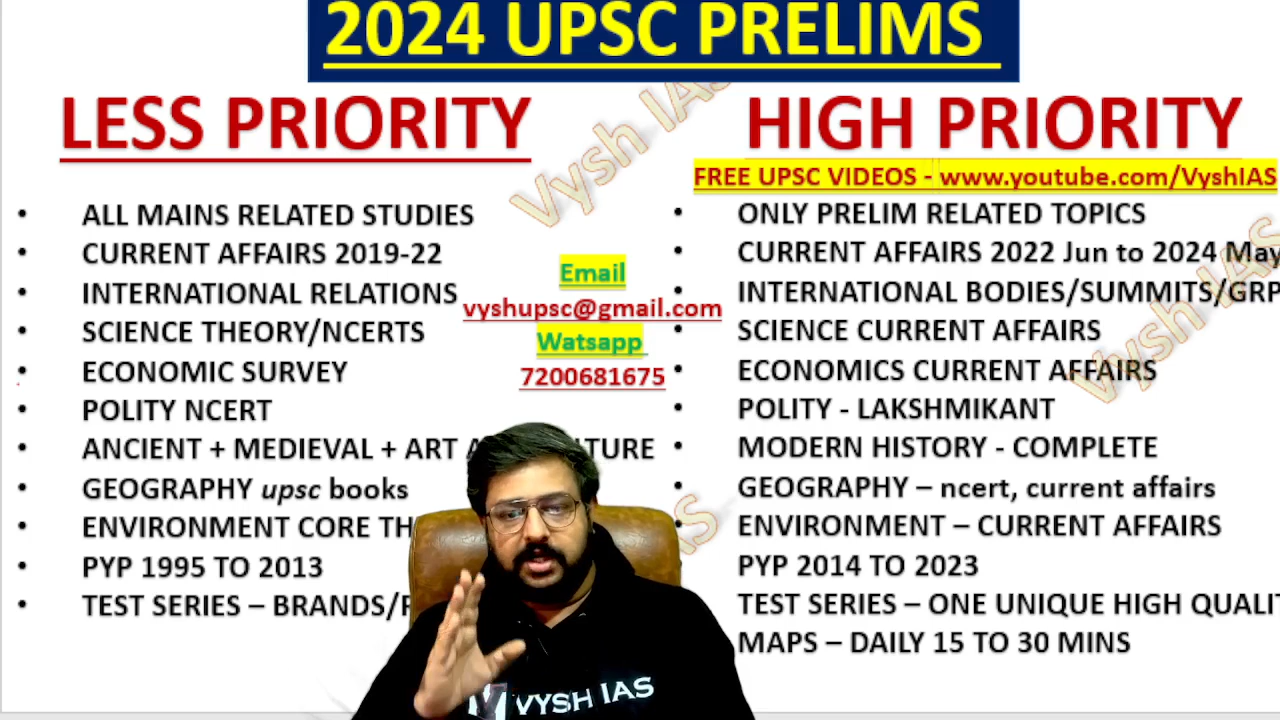 2024 UPSC PRELIMS
LESS PRIORITY
• ALL MAINS RELATED STUDIES
• CURRENT AFFAIRS 2019-22
• INTERNATIONAL RELATIONS
• SCIENCE THEORY/NCERTS
• ECONOMIC SURVEY
• POLITY NCERT
• ANCIENT + MEDIEVAL + ART
• GEOGRAPHY upsc books
• ENVIRONMENT CORE
• PYP 1995 TO 2013
• TEST SERIES – BRANDS/
Email
vyshupsc@gmail.com
Watsapp
7200681675
HIGH PRIORITY
FREE UPSC VIDEOS - www.youtube.com/VyshIAS
• ONLY PRELIM RELATED TOPICS
• CURRENT AFFAIRS 2022 Jun to 2024 May
• INTERNATIONAL BODIES/SUMMITS/GRP
• SCIENCE CURRENT AFFAIRS
• ECONOMICS CURRENT AFFAIRS
• POLITY - LAKSHMIKANT
• MODERN HISTORY - COMPLETE
GEOGRAPHY – ncert, current affairs
ENVIRONMENT – CURRENT AFFAIRS
PYP 2014 TO 2023
TEST SERIES – ONE UNIQUE HIGH
MAPS – DAILY 15 TO 30 MINS
Vysh IAS
Vysh IAS
VYSH IAS